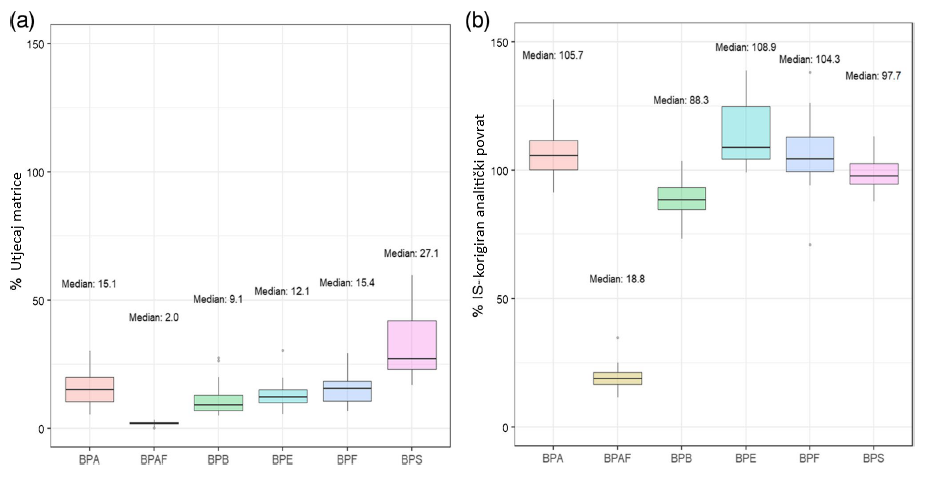 (a)
% Utjecaj matrice
150
100
50
0
Median: 15.1
Median: 2.0
Median: 9.1
Median: 12.1
Median: 15.4
Median: 27.1
BPA BPAF BPB BPE BPF BPS
(b)
% IS-korigiran analitički povrat
150
100
50
0
Median: 105.7
Median: 18.8
Median: 88.3
Median: 108.9
Median: 104.3
Median: 97.7
BPA BPAF BPB BPE BPF BPS